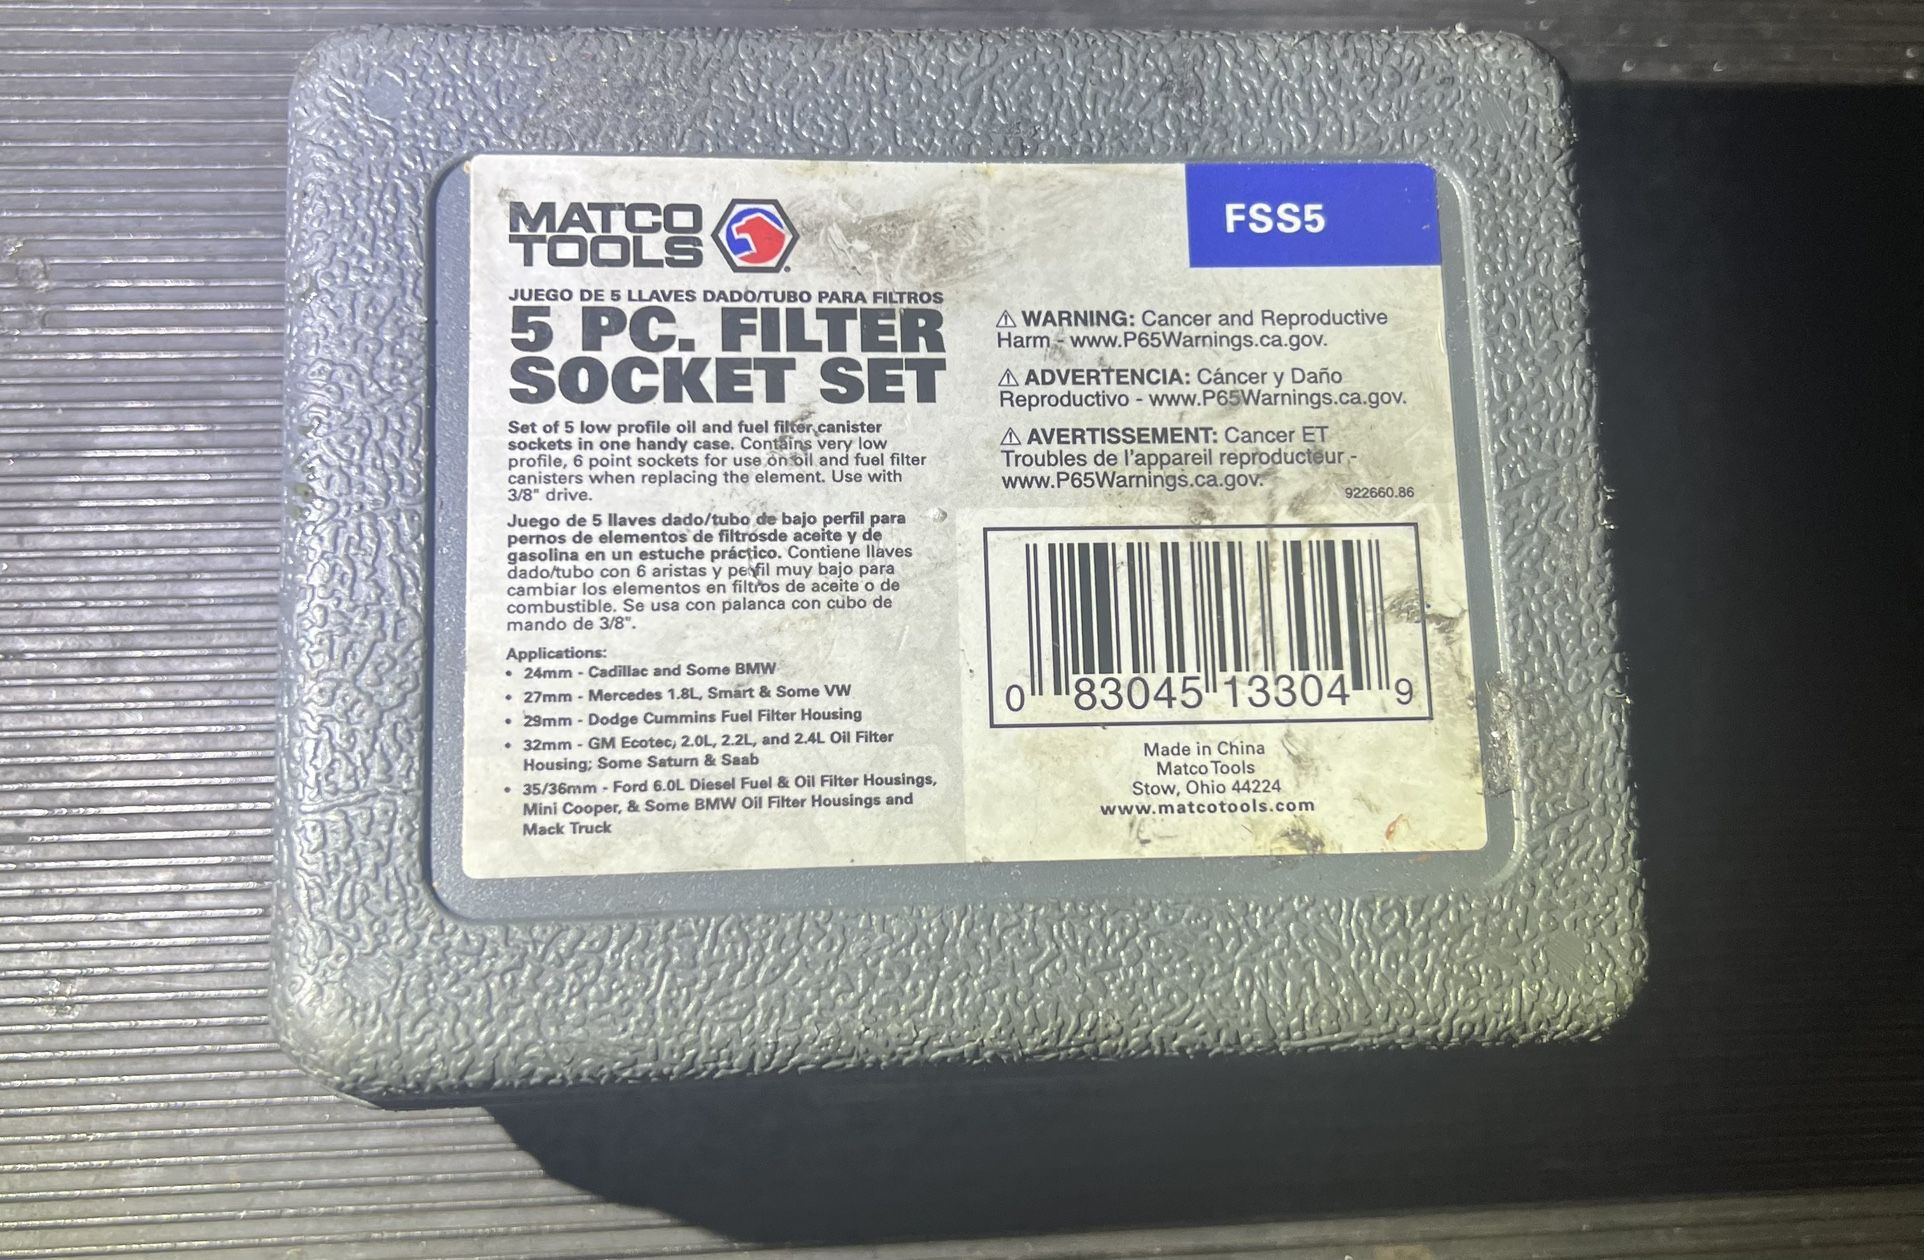 MATCO
TOOLS
JUEGO DE 5 LLAVES DADO/TUBO PARA FILTROS
5 PC. FILTER
SOCKET SET
Set of 5 low profile oil and fuel filter canister
sockets in one handy case. Contains very low
profile, 6 point sockets for use on oil and fuel filter
canisters when replacing the element. Use with
3/8" drive.
Juego de 5 llaves dado/tubo de bajo perfil para
pernos de elementos de filtrosde aceite y de
gasolina en un estuche práctico. Contiene llaves
dado/tubo con 6 aristas y perfil muy bajo para
cambiar los elementos en filtros de aceite o de
combustible. Se usa con palanca con cubo de
mando de 3/8".
Applications:
• 24mm - Cadillac and Some BMW
• 27mm - Mercedes 1.8L, Smart & Some VW
• 29mm - Dodge Cummins Fuel Filter Housing
• 32mm - GM Ecotec, 2.0L, 2.2L, and 2.4L Oil Filter
Housing; Some Saturn & Saab
• 35/36mm - Ford 6.0L Diesel Fuel & Oil Filter Housings,
Mini Cooper, & Some BMW Oil Filter Housings and
Mack Truck
FSS5
⚠ WARNING: Cancer and Reproductive
Harm - www.P65Warnings.ca.gov.
⚠ ADVERTENCIA: Cáncer y Daño
Reproductivo - www.P65Warnings.ca.gov.
⚠ AVERTISSEMENT: Cancer ET
Troubles de l'appareil reproducteur -
www.P65Warnings.ca.gov.
922660.86
0 83045 13304 9
Made in China
Matco Tools
Stow, Ohio 44224
www.matcotools.com